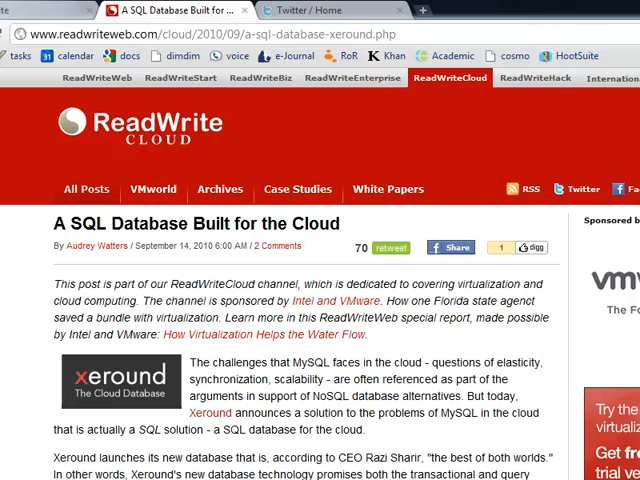 A SQL Database Built for ...
Twitter / Home
www.readwriteweb.com/cloud/2010/09/a-sql-database-xeround.php
tasks 31 calendar docs dimdim voice e-Journal RoR K Khan Academic cosmo HootSuite
ReadWriteWeb ReadWriteStart ReadWriteBiz ReadWriteEnterprise ReadWriteCloud ReadWriteHack Internation
ReadWrite
CLOUD
All Posts VMworld Archives Case Studies White Papers RSS Twitter Fa
A SQL Database Built for the Cloud
Sponsored b
By Audrey Watters / September 14, 2010 6:00 AM / 2 Comments
70 retweet Share 1 digg
This post is part of our ReadWriteCloud channel, which is dedicated to covering virtualization and
cloud computing. The channel is sponsored by Intel and VMware. How one Florida state agenct
saved a bundle with virtualization. Learn more in this ReadWriteWeb special report, made possible
by Intel and VMware: How Virtualization Helps the Water Flow.
vm
The Fo
xeround
The Cloud Database
The challenges that MySQL faces in the cloud - questions of elasticity,
synchronization, scalability - are often referenced as part of the
arguments in support of NoSQL database alternatives. But today,
Xeround announces a solution to the problems of MySQL in the cloud
that is actually a SQL solution - a SQL database for the cloud.
Xeround launches its new database that is, according to CEO Razi Sharir, "the best of both worlds."
In other words, Xeround's new database technology promises both the transactional and query
Try the
virtualiz
Get fre
trial ve